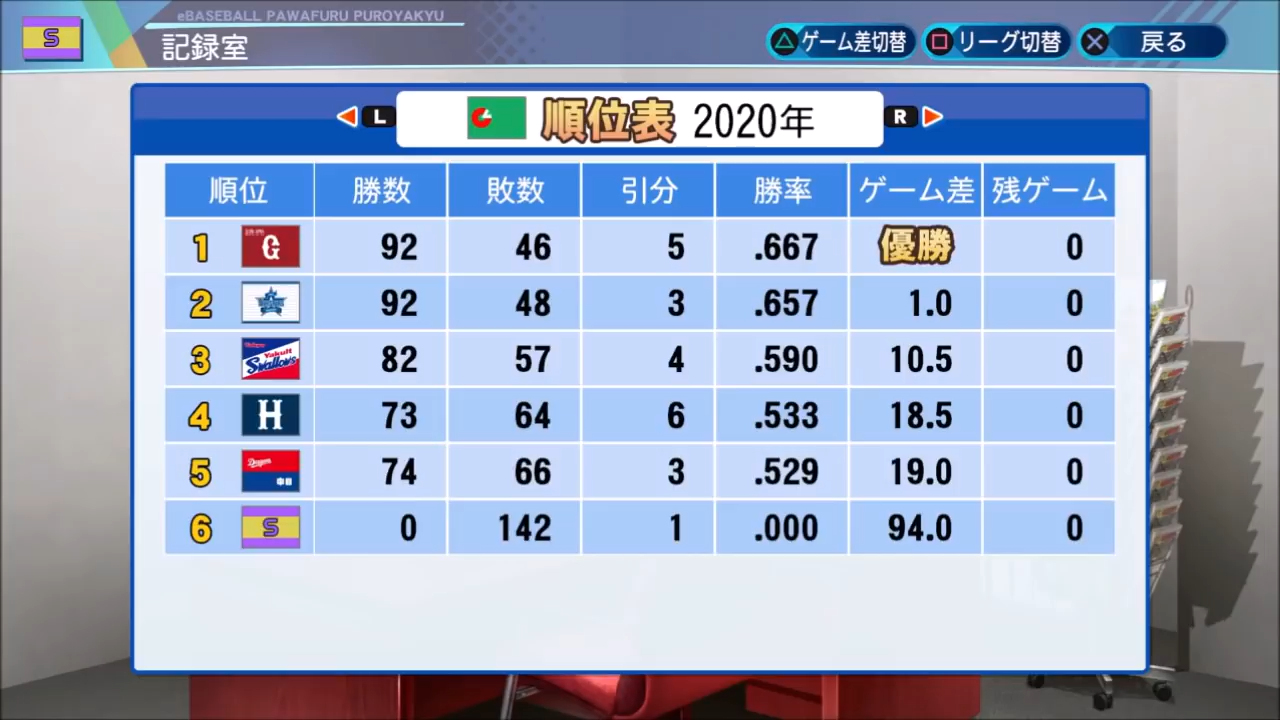 eBASEBALL PAWAFURU PUROYAKYU
S 記録室 ゲーム差切替 リーグ切替 戻る
L 順位表 2020年 R
順位 勝数 敗数 引分 勝率 ゲーム差 残ゲーム
1 G 92 46 5 .667 優勝 0
2 92 48 3 .657 1.0 0
3 Yakult Swallows 82 57 4 .590 10.5 0
4 H 73 64 6 .533 18.5 0
5 Dragons 中日 74 66 3 .529 19.0 0
6 S 0 142 1 .000 94.0 0